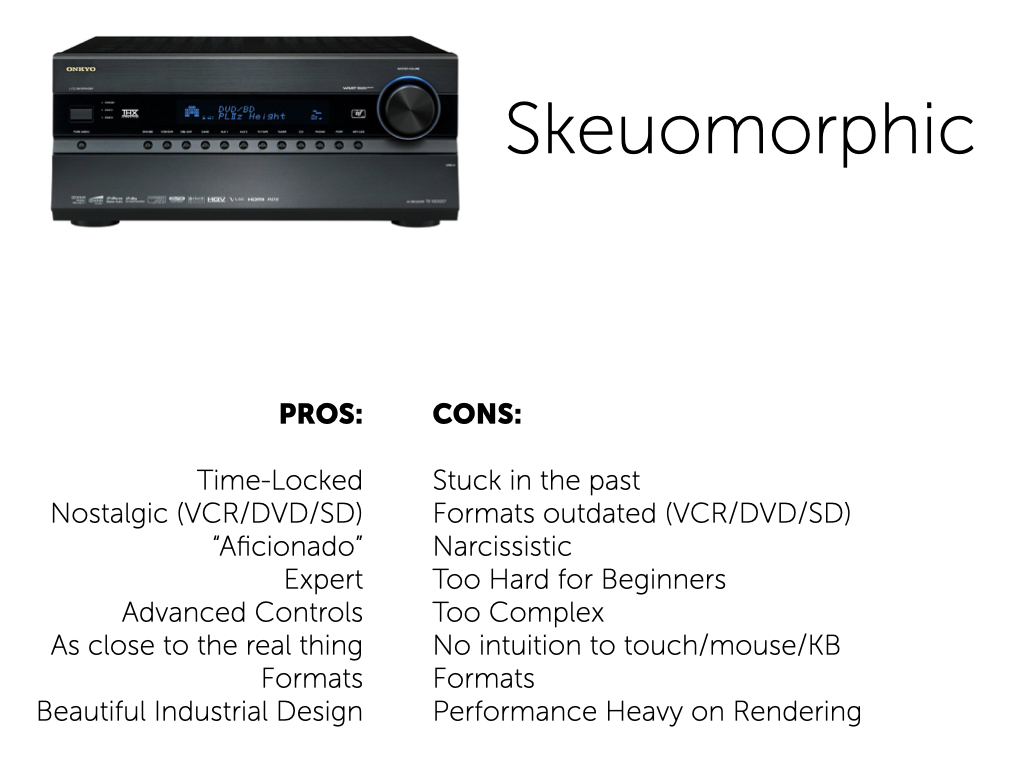 ONKYO
Skeuomorphic
THX
DVD/BD
PLⅡz Height
HQV
HDMI
PROS:
CONS:
Time-Locked
Stuck in the past
Nostalgic (VCR/DVD/SD)
Formats outdated (VCR/DVD/SD)
“Aficionado”
Narcissistic
Expert
Too Hard for Beginners
Advanced Controls
Too Complex
As close to the real thing
No intuition to touch/mouse/KB
Formats
Formats
Beautiful Industrial Design
Performance Heavy on Rendering